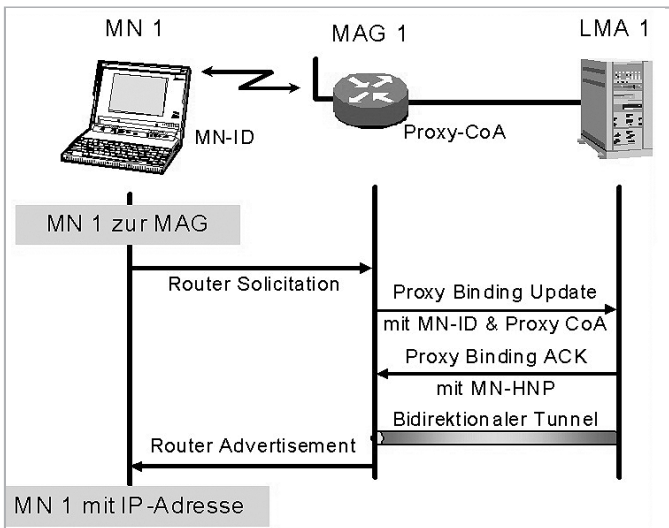 MN 1
MAG 1
LMA 1
MN-ID
Proxy-CoA
MN 1 zur MAG
Router Solicitation
Proxy Binding Update
mit MN-ID & Proxy CoA
Proxy Binding ACK
mit MN-HNP
Bidirektionaler Tunnel
Router Advertisement
MN 1 mit IP-Adresse